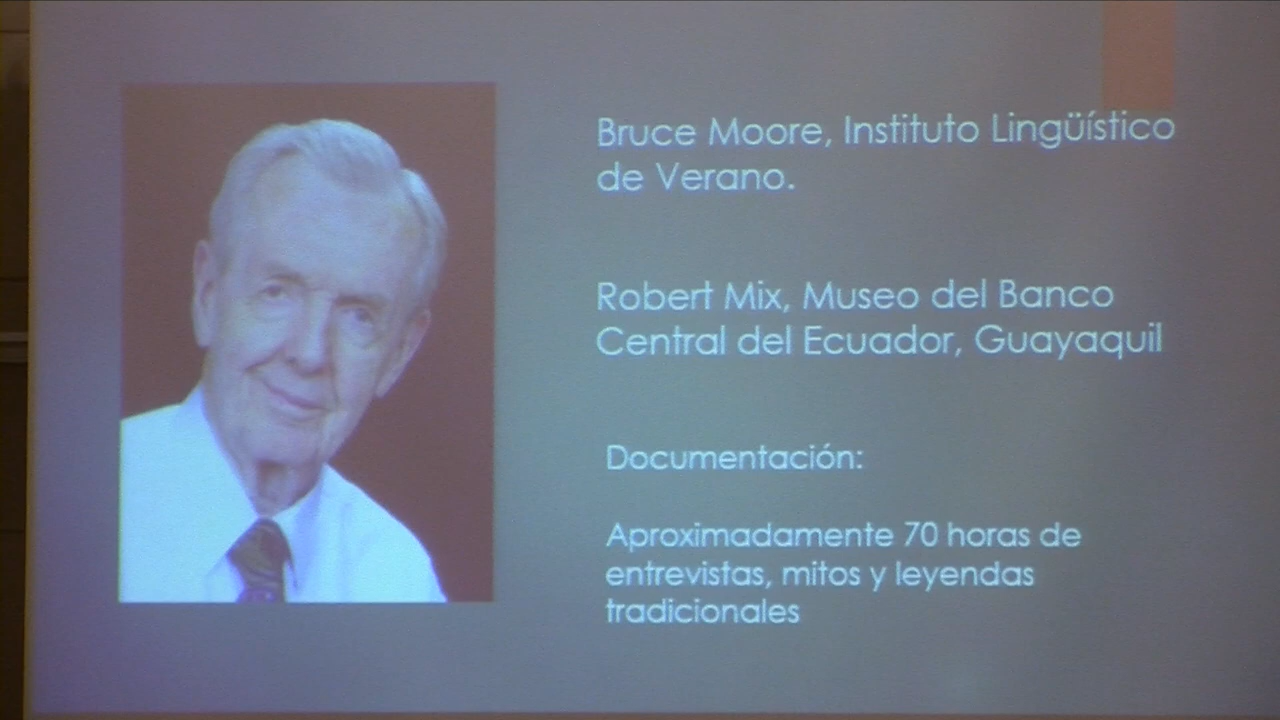 Bruce Moore, Instituto Lingüístico
de Verano.
Robert Mix, Museo del Banco
Central del Ecuador, Guayaquil
Documentación:
Aproximadamente 70 horas de
entrevistas, mitos y leyendas
tradicionales